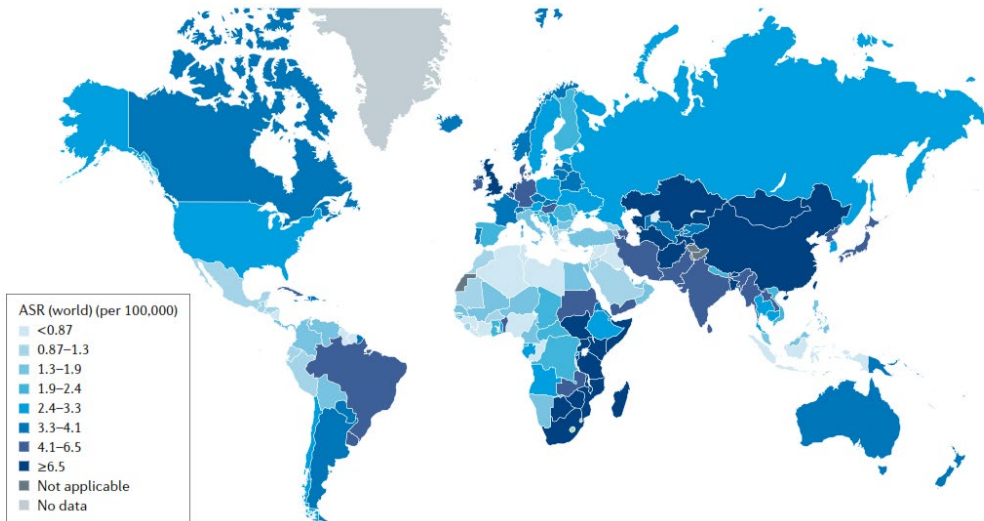 ASR (world) (per 100,000)
<0.87
0.87–1.3
1.3–1.9
1.9–2.4
2.4–3.3
3.3–4.1
4.1–6.5
≥6.5
Not applicable
No data